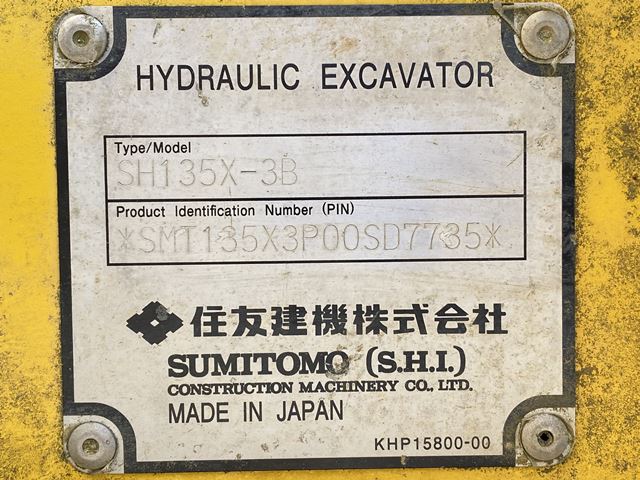 HYDRAULIC EXCAVATOR
Type/Model
SH135X-3B
Product Identification Number (PIN)
*SMT135X3P00SD7735*
住友建機株式会社
SUMITOMO (S.H.I.)
CONSTRUCTION MACHINERY CO., LTD.
MADE IN JAPAN
KHP15800-00